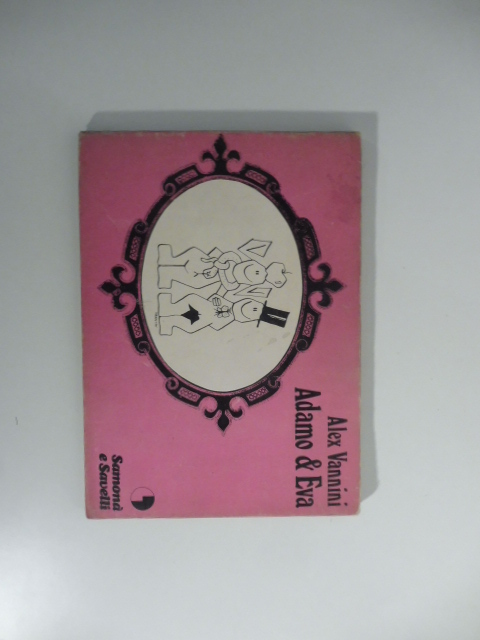 Alex Vannini
Adamo & Eva
Samonà
e Savelli